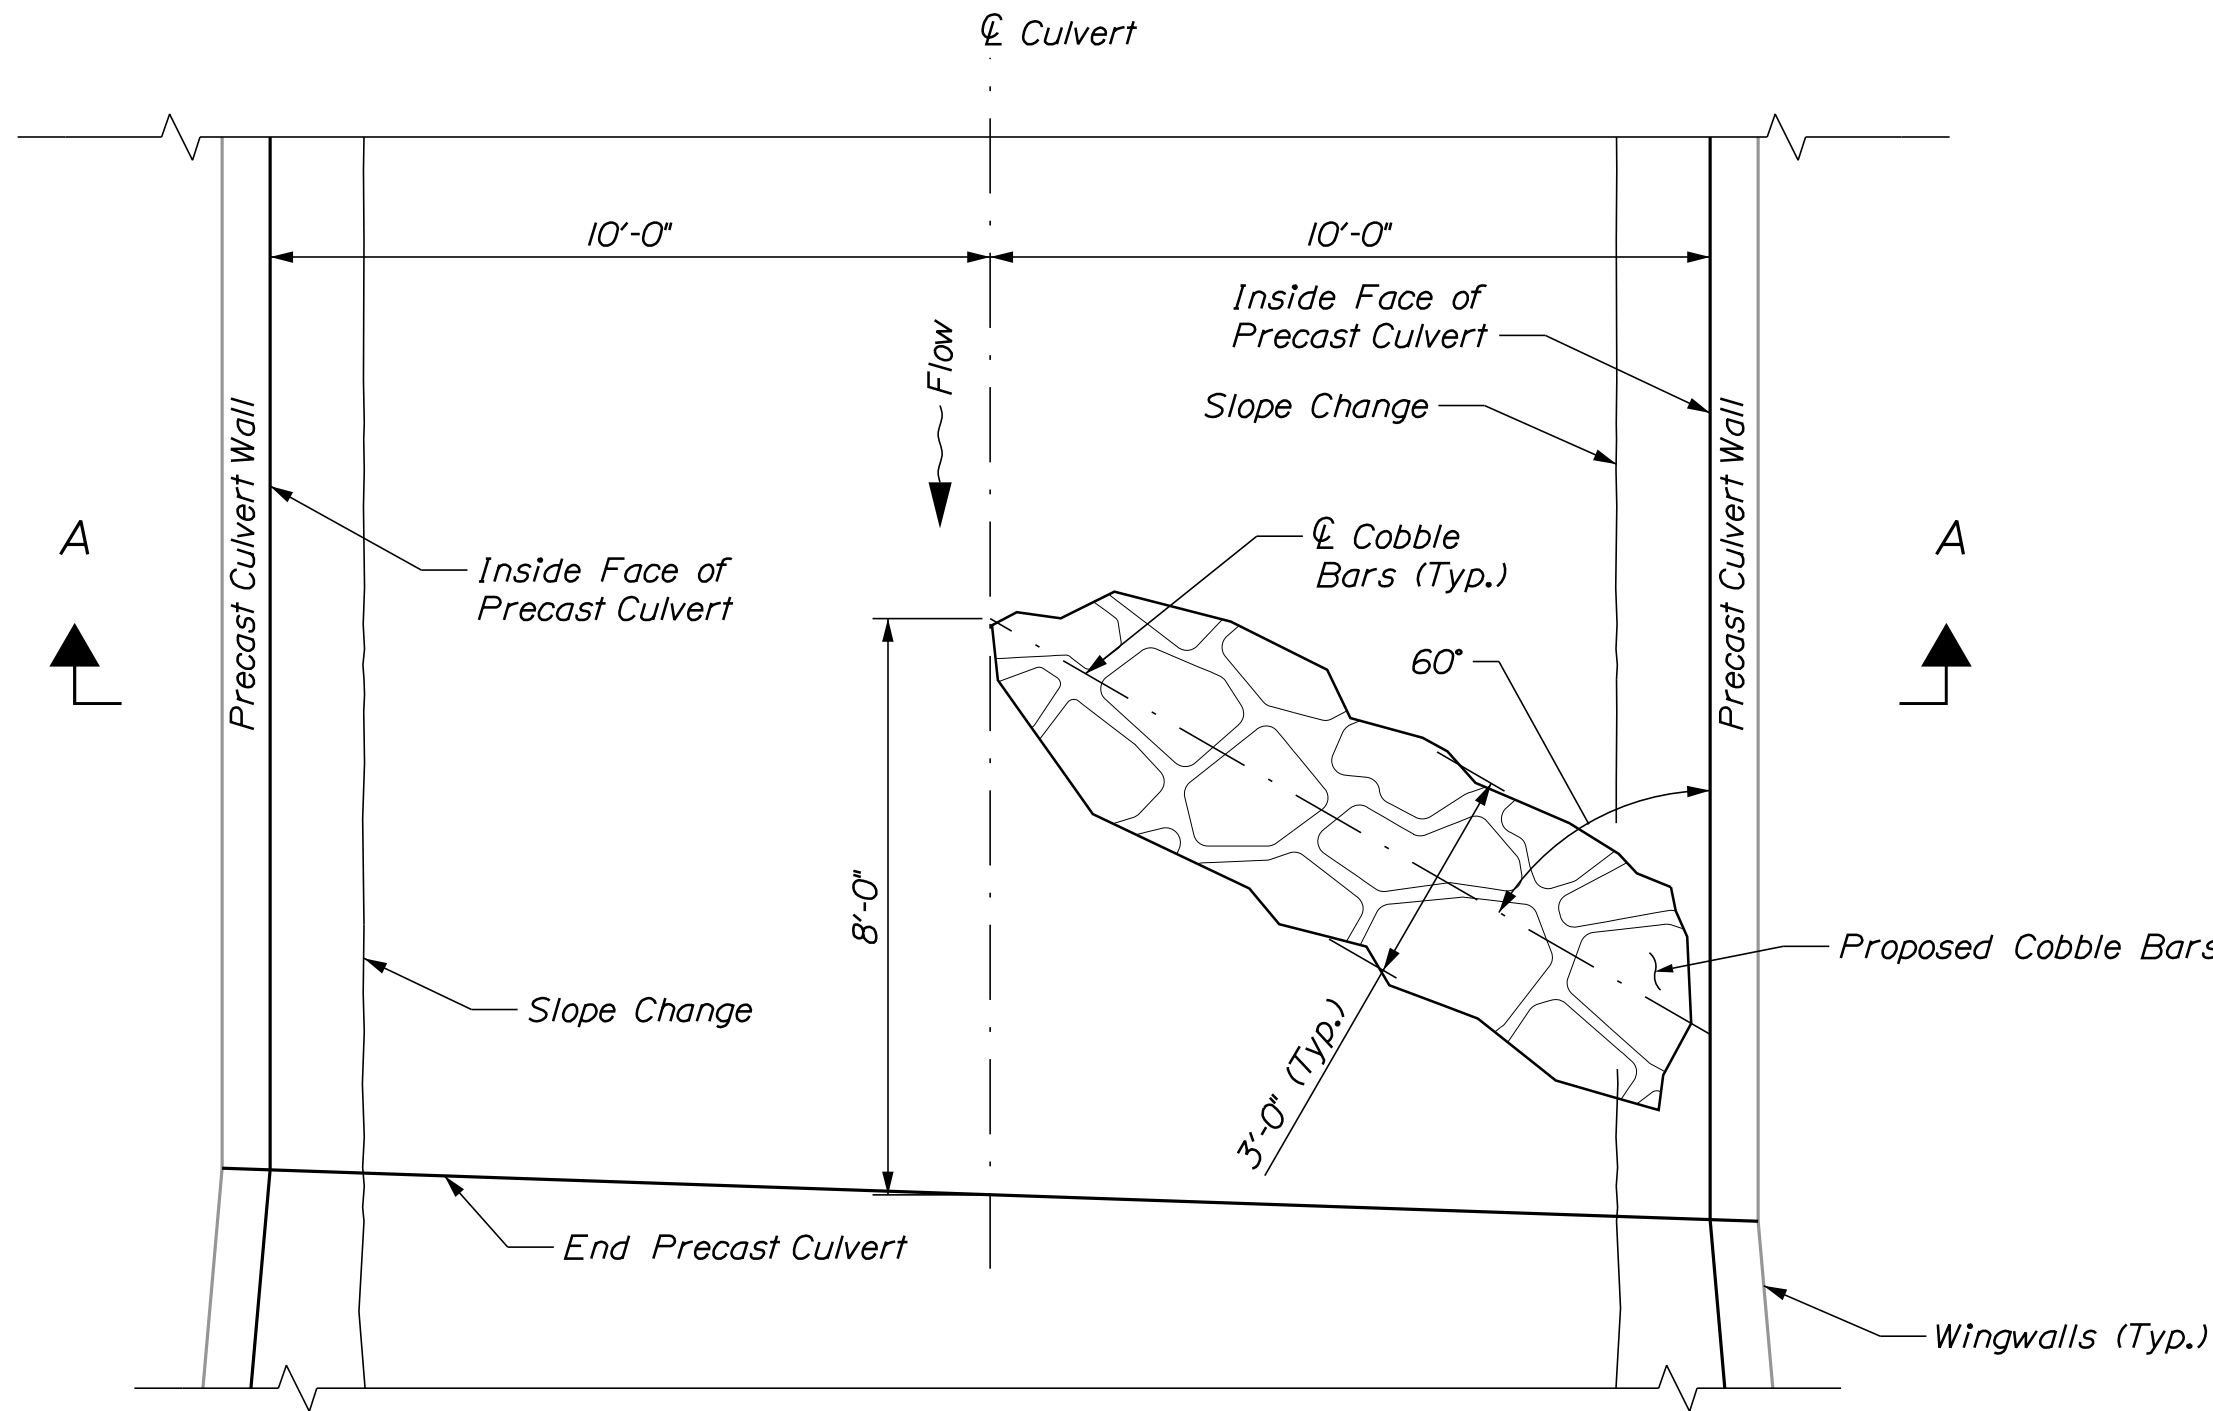 ℄ Culvert
10'-0"
10'-0"
Inside Face of
Precast Culvert
Flow
Slope Change
Precast Culvert Wall
Precast Culvert Wall
A
A
℄ Cobble
Bars (Typ.)
Inside Face of
Precast Culvert
60°
8'-0"
Proposed Cobble Bars
Slope Change
3'-0" (Typ.)
End Precast Culvert
Wingwalls (Typ.)